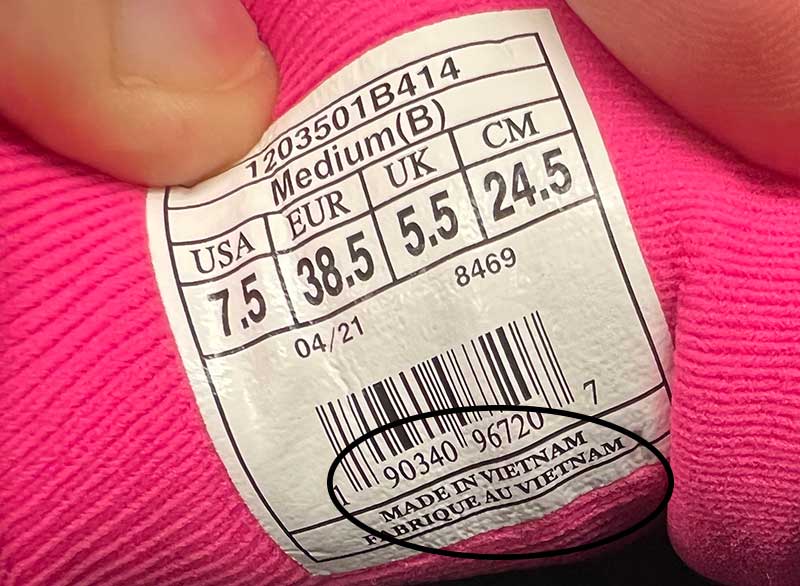 1203501B414
Medium(B)
USA EUR UK CM
7.5 38.5 5.5 24.5
04/21 8469
1 90340 96720 7
MADE IN VIETNAM
FABRIQUE AU VIETNAM